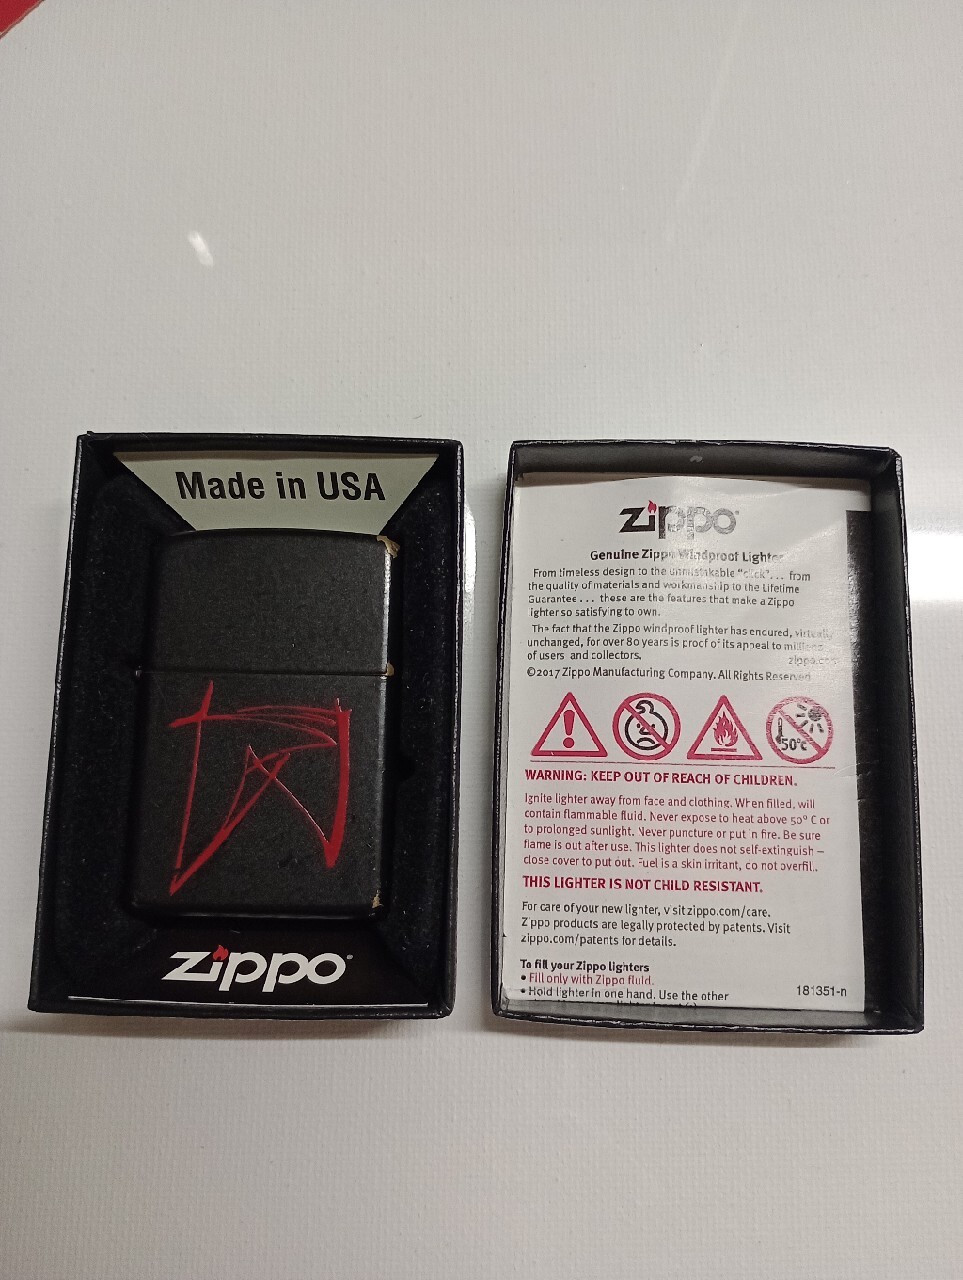 Made in USA
zippo
zippo
Genuine Zippo Windproof Lighter
From timeless design to the unmistakable "click"... from
the quality of materials and workmanship to the Lifetime
Guarantee... these are the features that make a Zippo
lighter so satisfying to own.
The fact that the Zippo windproof lighter has endured, virtually
unchanged, for over 80 years is proof of its appeal to millions
of users and collectors.
zippo.com
©2017 Zippo Manufacturing Company. All Rights Reserved
50°C
WARNING: KEEP OUT OF REACH OF CHILDREN.
Ignite lighter away from face and clothing. When filled, will
contain flammable fluid. Never expose to heat above 50° C or
to prolonged sunlight. Never puncture or put in fire. Be sure
flame is out after use. This lighter does not self-extinguish –
close cover to put out. Fuel is a skin irritant, do not overfill.
THIS LIGHTER IS NOT CHILD RESISTANT.
For care of your new lighter, visit zippo.com/care.
Zippo products are legally protected by patents. Visit
zippo.com/patents for details.
To fill your Zippo lighters
• Fill only with Zippo fluid.
• Hold lighter in one hand. Use the other
181351-n